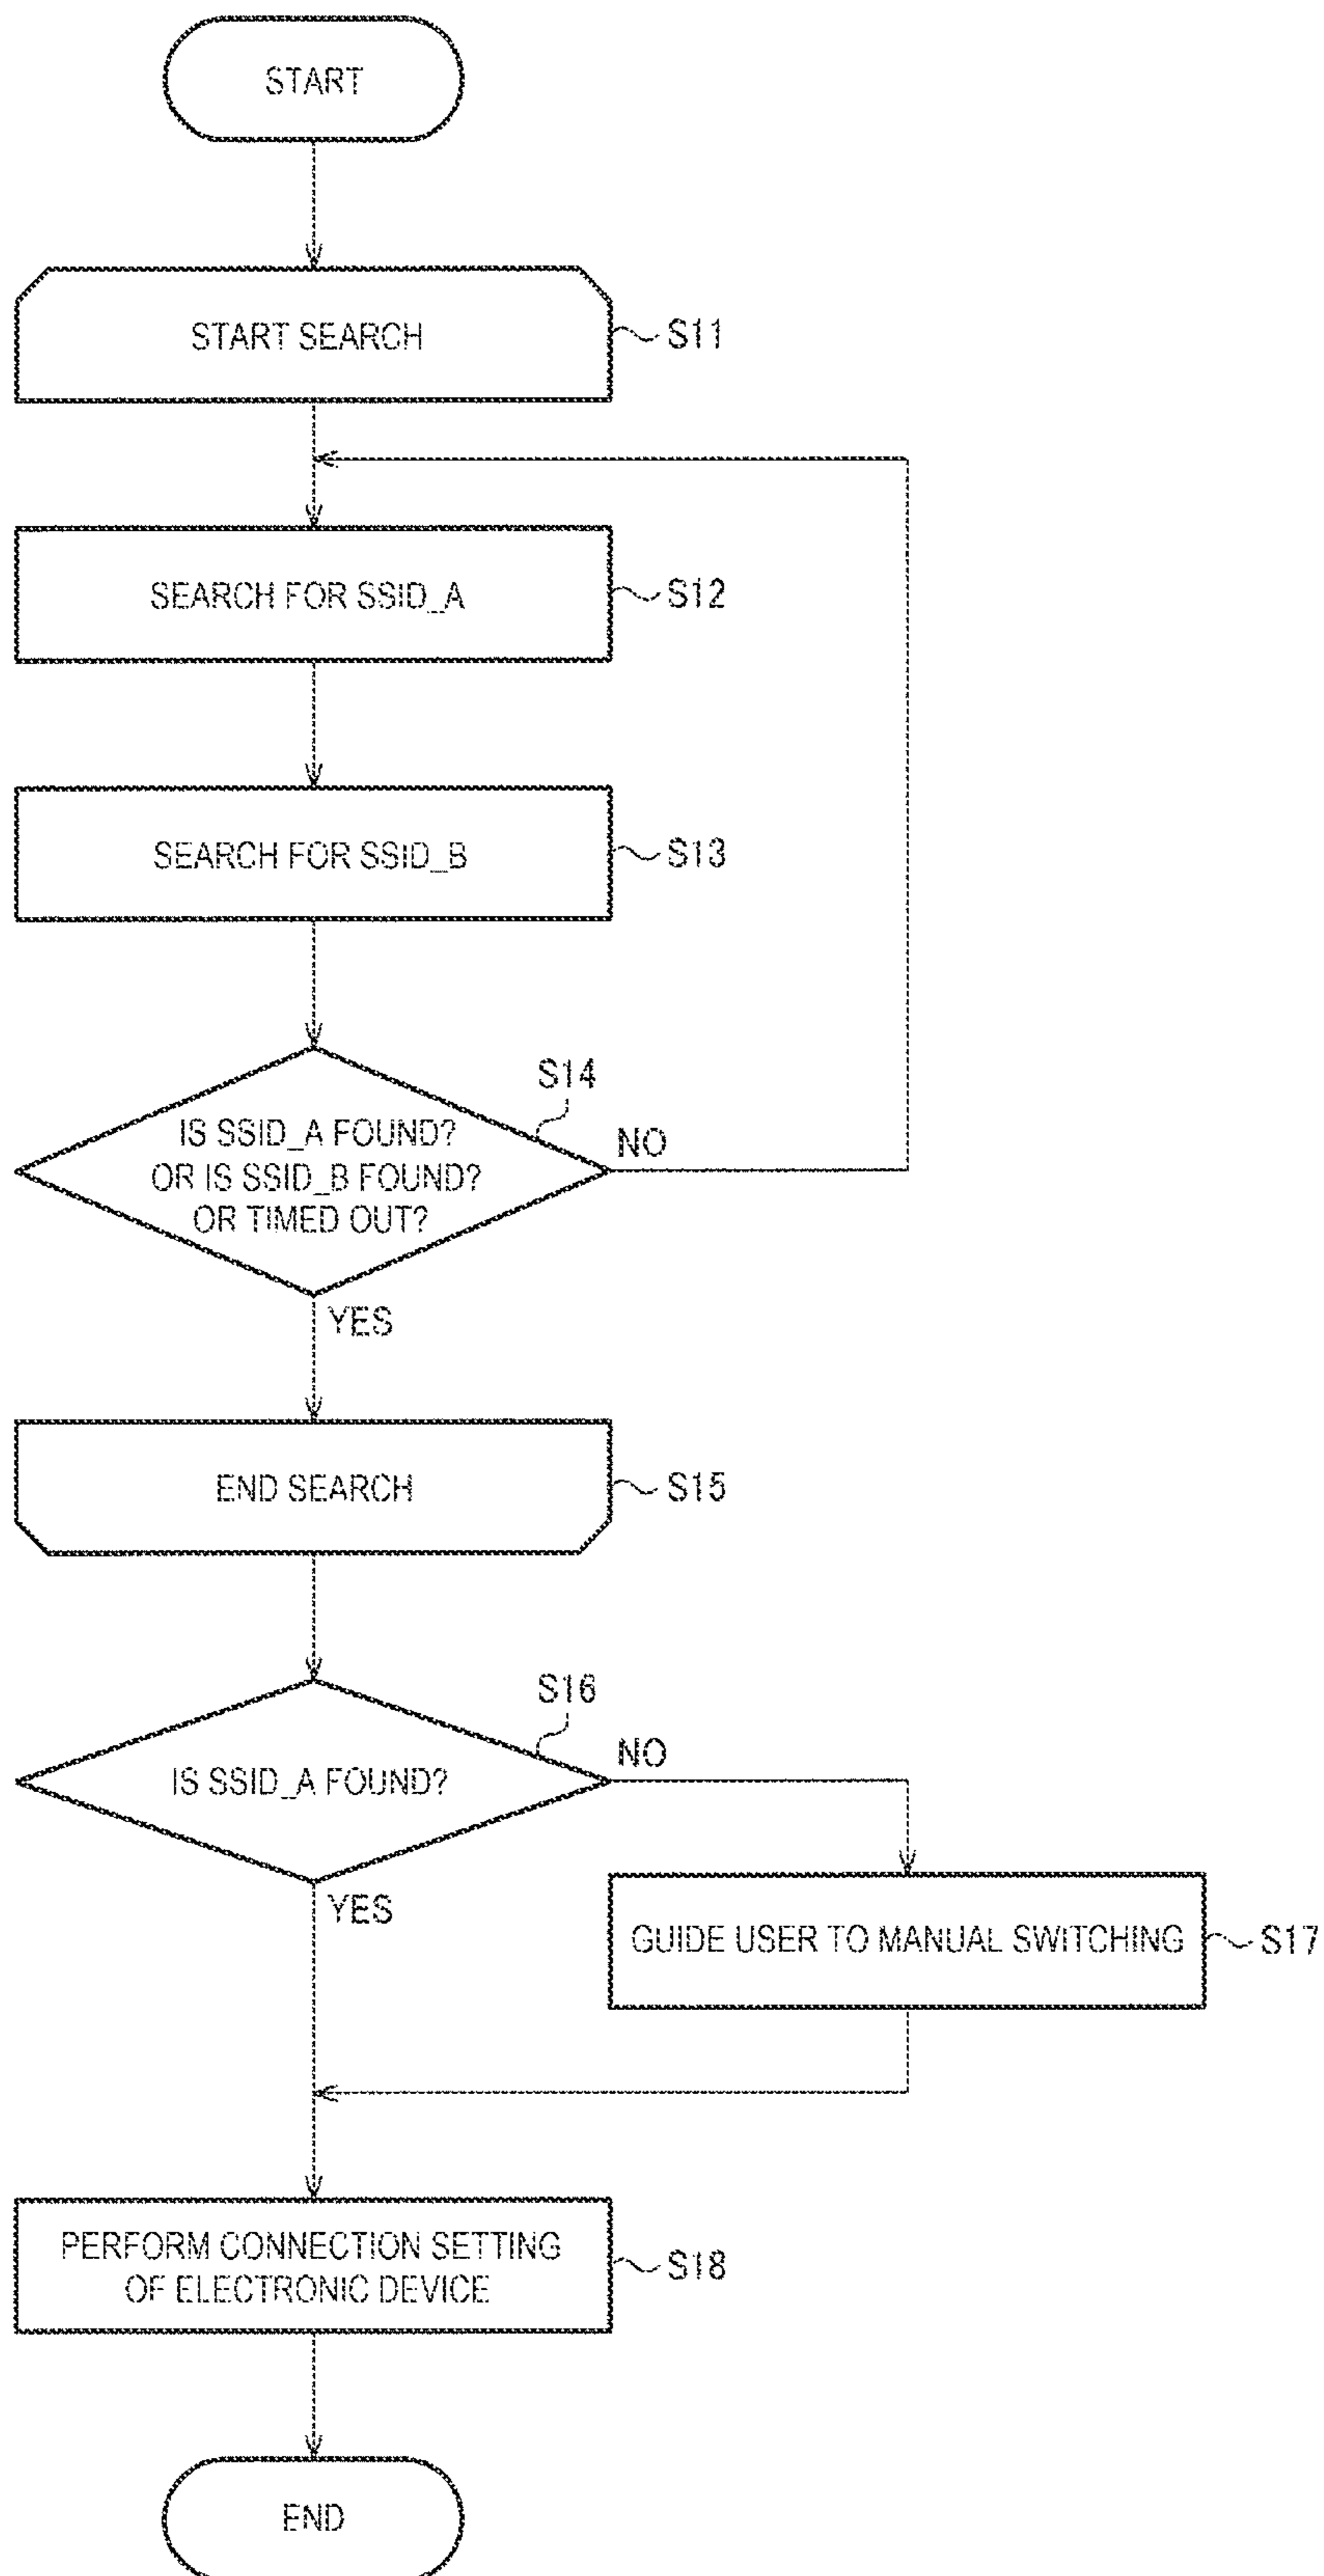 START
START SEARCH
S11
SEARCH FOR SSID_A
S12
SEARCH FOR SSID_B
S13
S14
IS SSID_A FOUND?
OR IS SSID_B FOUND?
OR TIMED OUT?
NO
YES
END SEARCH
S15
S16
IS SSID_A FOUND?
NO
YES
GUIDE USER TO MANUAL SWITCHING
S17
PERFORM CONNECTION SETTING
OF ELECTRONIC DEVICE
S18
END